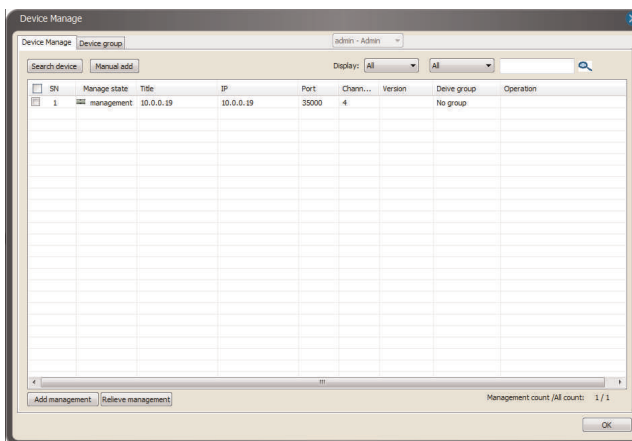 Device Manage
Device Manage Device group admin - Admin
Search device Manual add Display: All All
SN Manage state Title IP Port Chann... Version Deive group Operation
1 management 10.0.0.19 10.0.0.19 35000 4 No group
Add management Relieve management Management count /All count: 1 / 1
OK